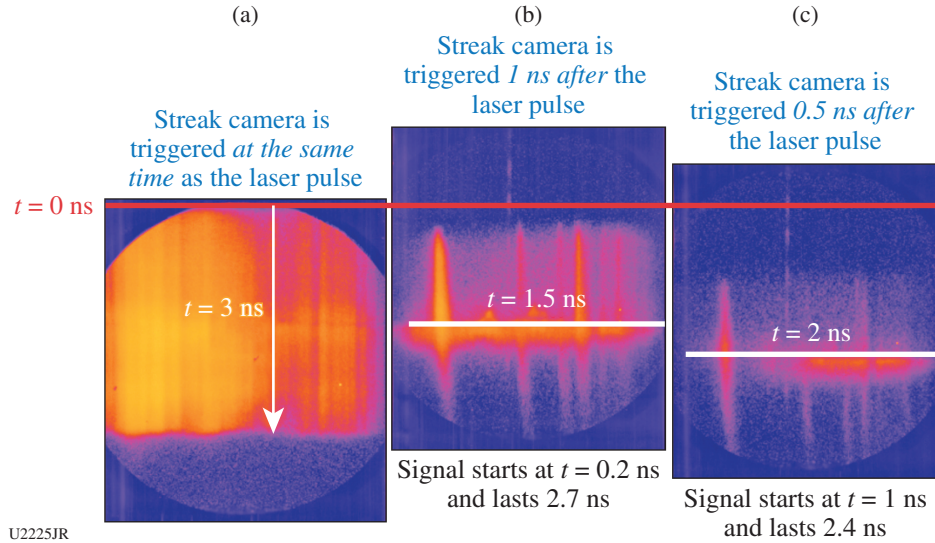 (a)
Streak camera is
triggered at the same
time as the laser pulse
t = 0 ns
t = 3 ns
(b)
Streak camera is
triggered 1 ns after the
laser pulse
t = 1.5 ns
Signal starts at t = 0.2 ns
and lasts 2.7 ns
(c)
Streak camera is
triggered 0.5 ns after
the laser pulse
t = 2 ns
Signal starts at t = 1 ns
and lasts 2.4 ns
U2225JR